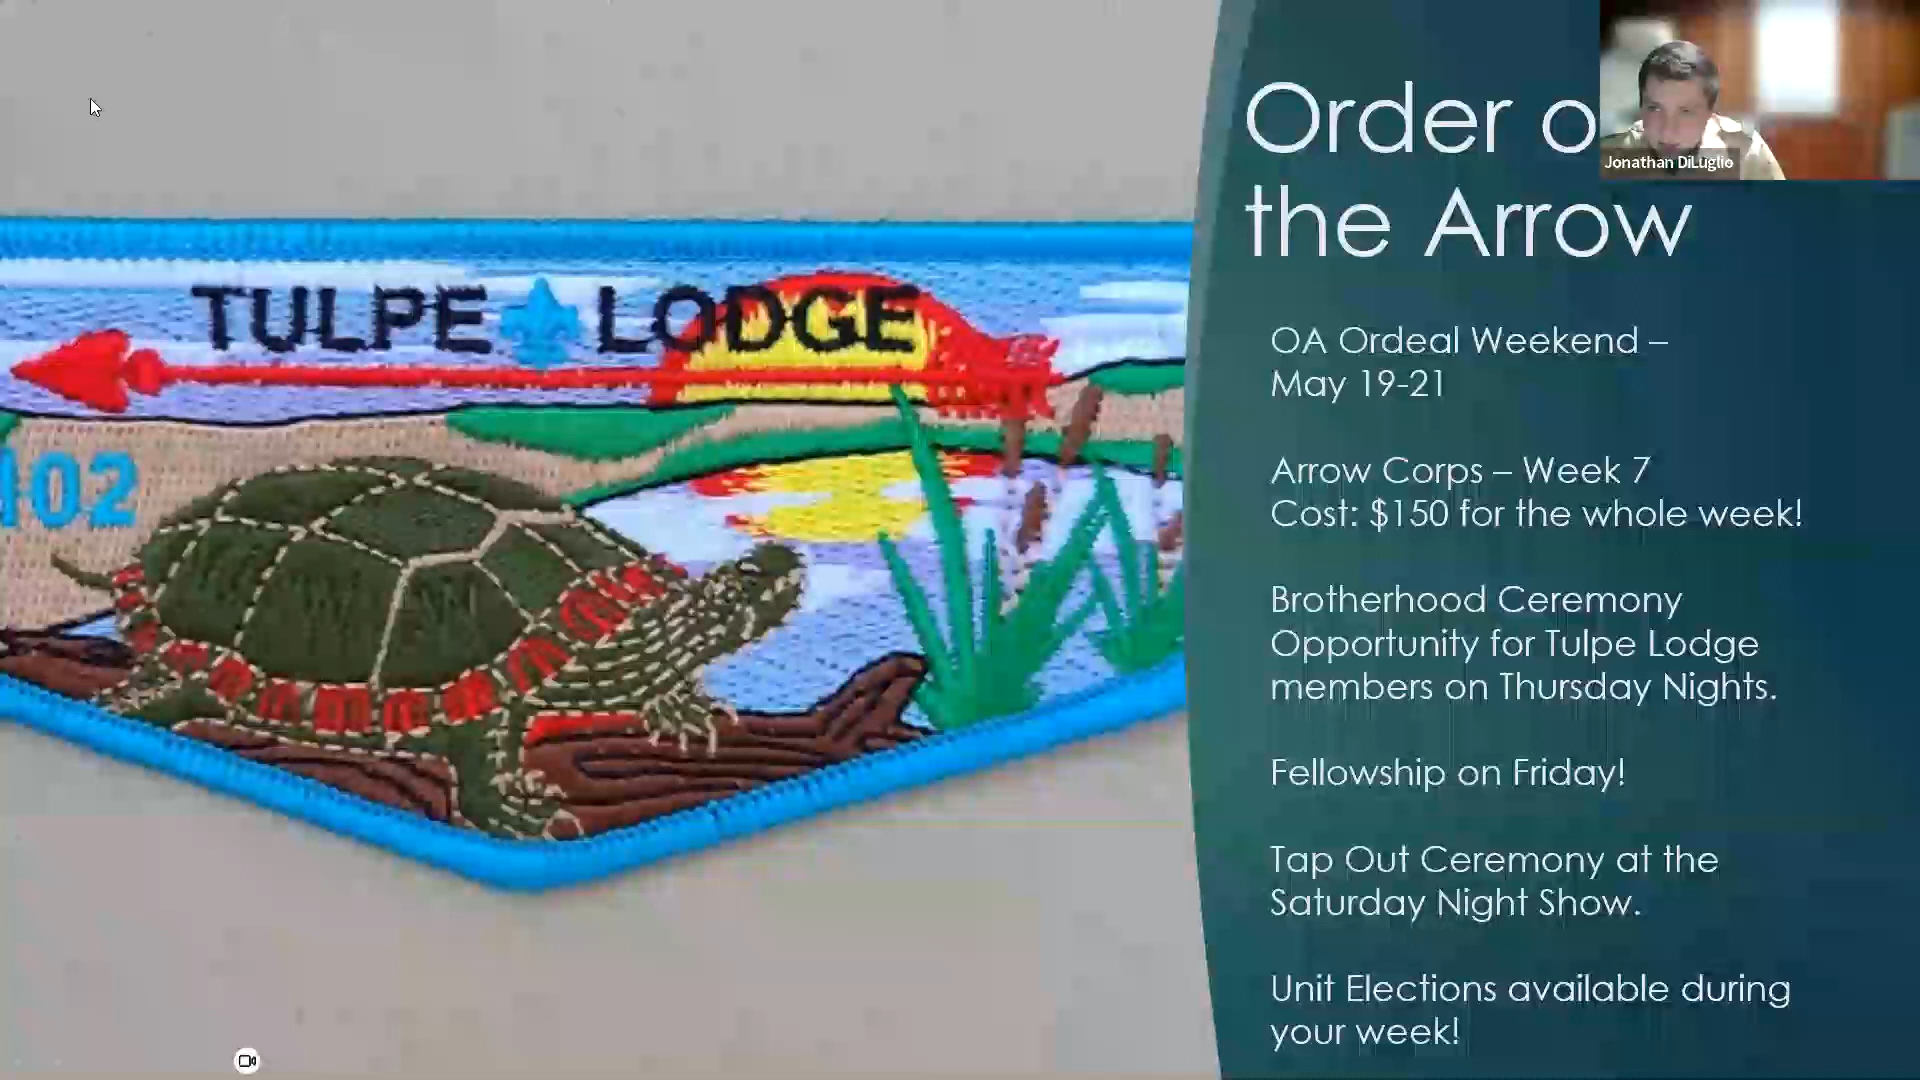 Order o
the Arrow
Jonathan DiLuglio
TULPE LODGE
102
OA Ordeal Weekend –
May 19-21
Arrow Corps – Week 7
Cost: $150 for the whole week!
Brotherhood Ceremony
Opportunity for Tulpe Lodge
members on Thursday Nights.
Fellowship on Friday!
Tap Out Ceremony at the
Saturday Night Show.
Unit Elections available during
your week!